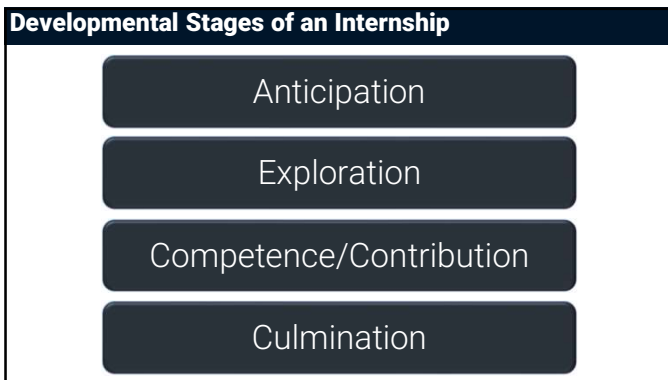 Developmental Stages of an Internship
Anticipation
Exploration
Competence/Contribution
Culmination